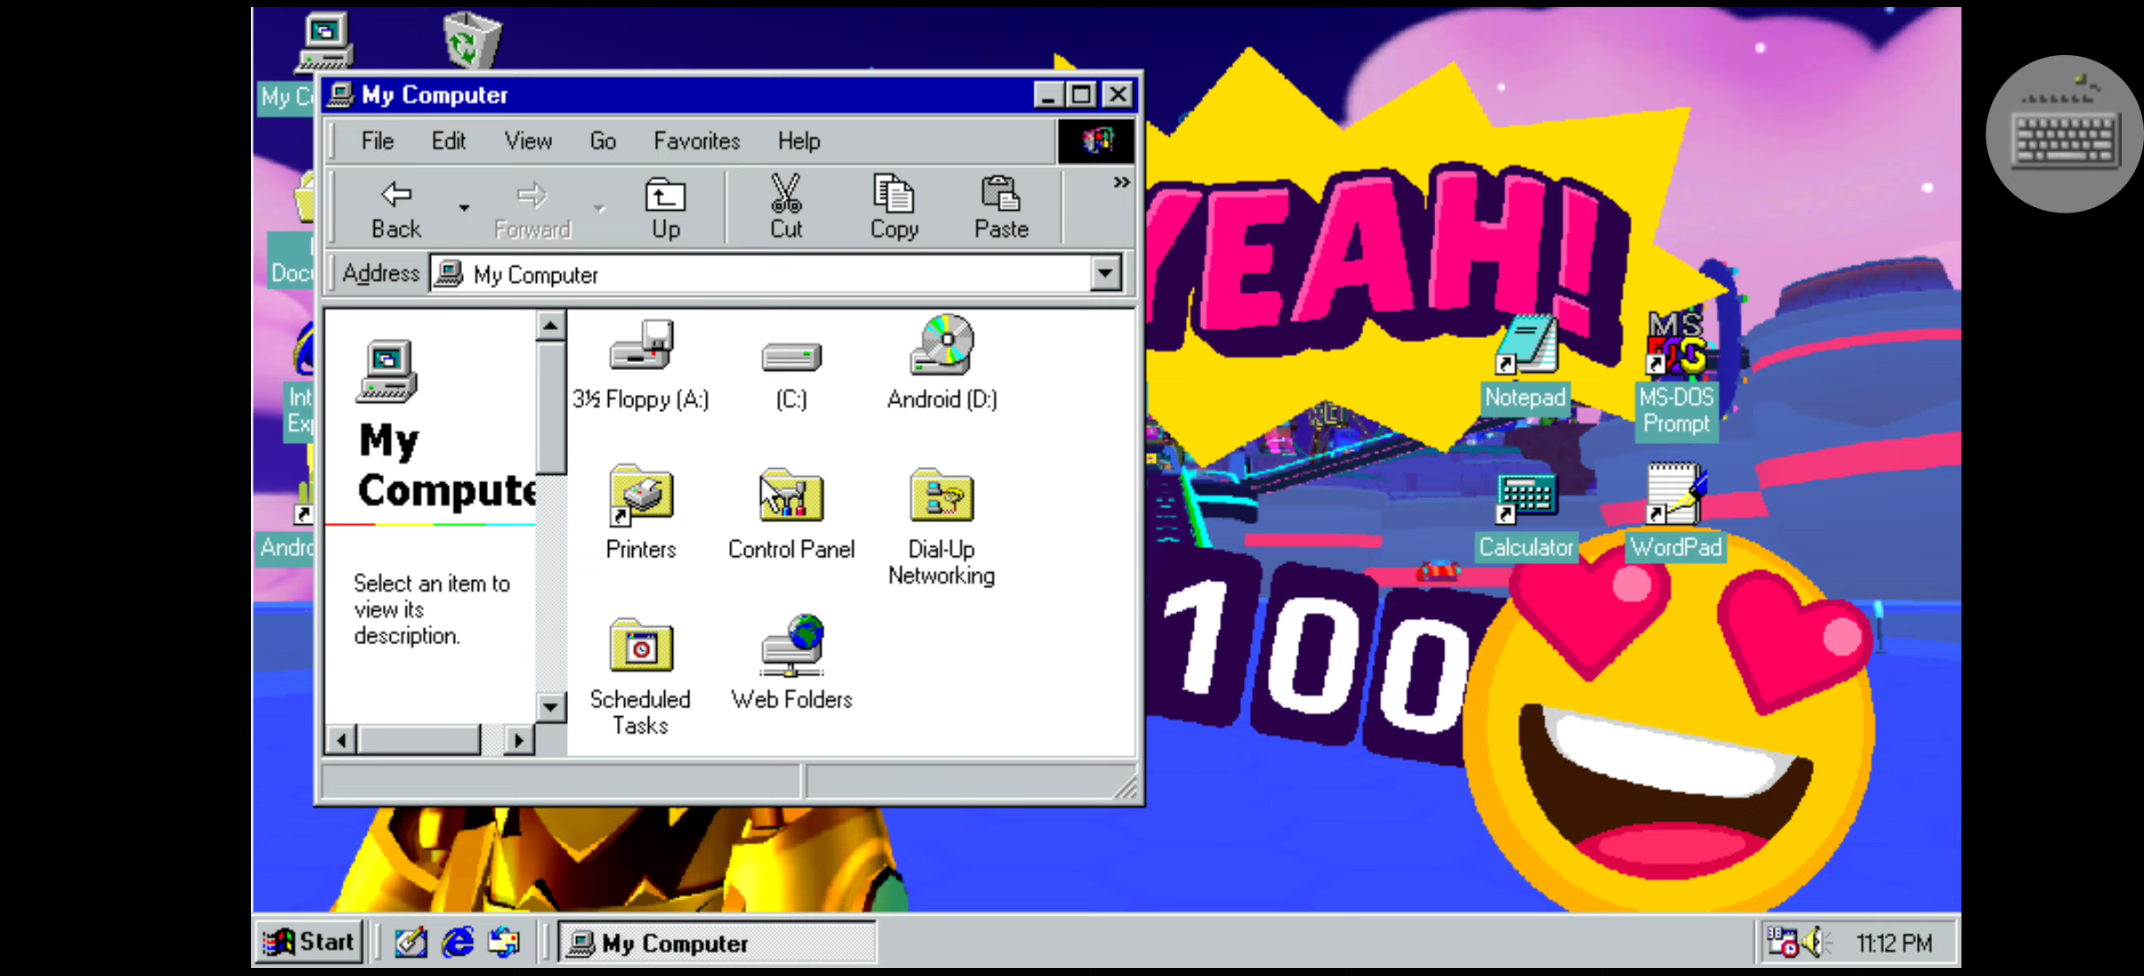 My Computer
File Edit View Go Favorites Help
Back Forward Up Cut Copy Paste
Address My Computer
My
Select an item to
view its
description.
3½ Floppy (A:) (C:) Android (D:)
Printers Control Panel Dial-Up
Networking
Scheduled
Tasks
Web Folders
YEAH!
100
Notepad
MS-DOS
Prompt
Calculator
WordPad
Start
My Computer
11:12 PM